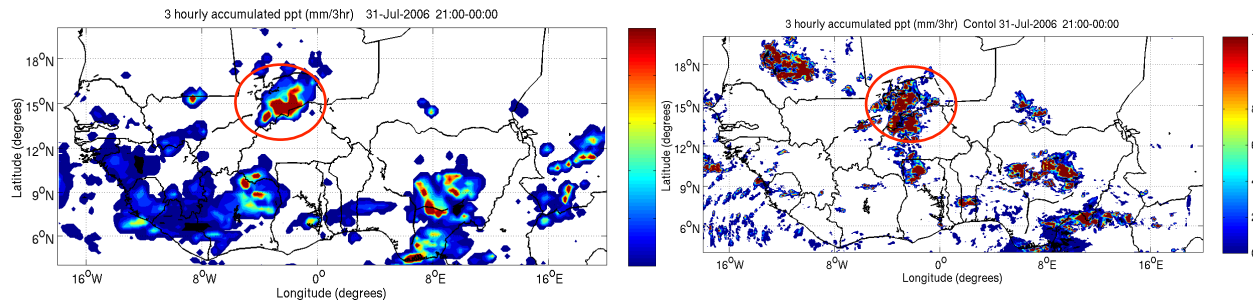 3 hourly accumulated ppt (mm/3hr) 31-Jul-2006 21:00-00:00
18°N
15°N
12°N
9°N
6°N
Latitude (degrees)
16°W
8°W
0°
8°E
16°E
Longitude (degrees)
3 hourly accumulated ppt (mm/3hr) Contol 31-Jul-2006 21:00-00:00
18°N
15°N
12°N
9°N
6°N
Latitude (degrees)
16°W
8°W
0°
8°E
16°E
Longitude (degrees)